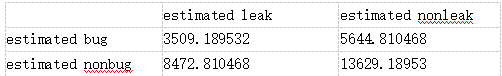 estimated leak estimated nonleak
estimated bug 3509.189532 5644.810468
estimated nonbug 8472.810468 13629.18953